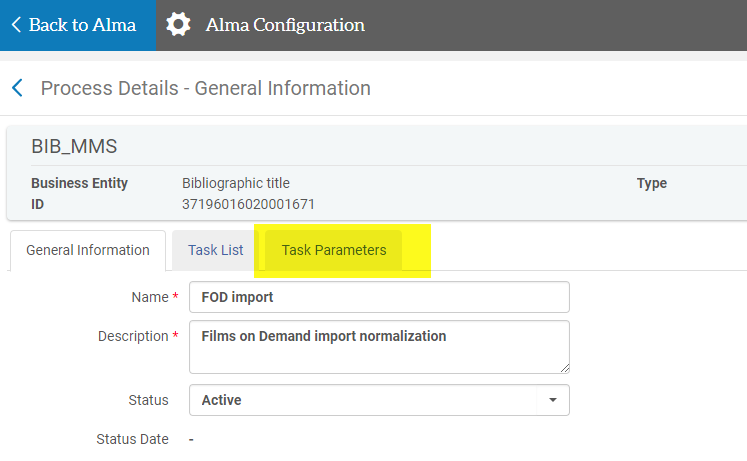 Back to Alma Alma Configuration
Process Details - General Information
BIB_MMS
Business Entity Bibliographic title Type
ID 37196016020001671
General Information Task List Task Parameters
Name * FOD import
Description * Films on Demand import normalization
Status Active
Status Date -